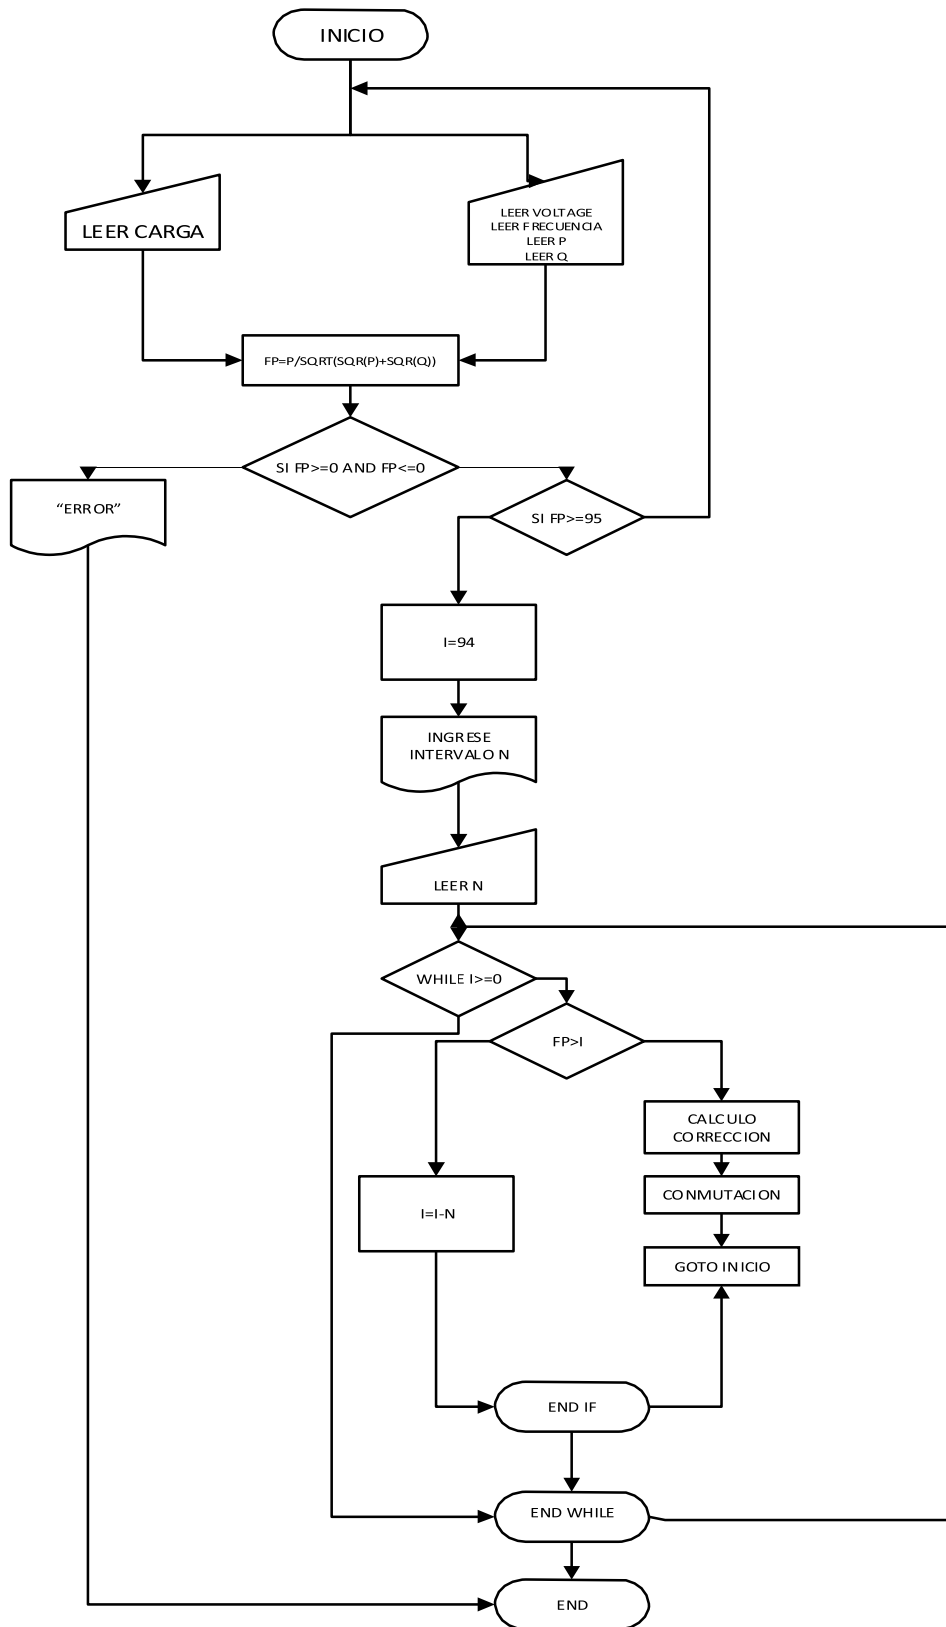 INICIO
LEER CARGA
LEER VOLTAGE
LEER FRECUENCIA
LEER P
LEER Q
FP=P/SQRT(SQR(P)+SQR(Q))
SI FP>=0 AND FP<=0
“ERROR”
SI FP>=95
I=94
INGRESE
INTERVALO N
LEER N
WHILE I>=0
FP>I
CALCULO
CORRECCION
CONMUTACION
I=I-N
GOTO INICIO
END IF
END WHILE
END